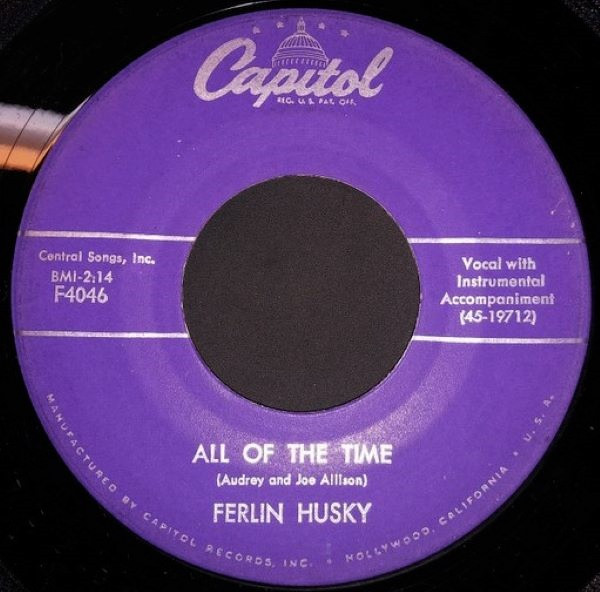 Capitol
REG. U.S. PAT. OFF.
Central Songs, Inc.
BMI-2:14
F4046
Vocal with
Instrumental
Accompaniment
(45-19712)
ALL OF THE TIME
(Audrey and Joe Allison)
FERLIN HUSKY
MANUFACTURED BY CAPITOL RECORDS, INC. • HOLLYWOOD, CALIFORNIA • U.S.A.